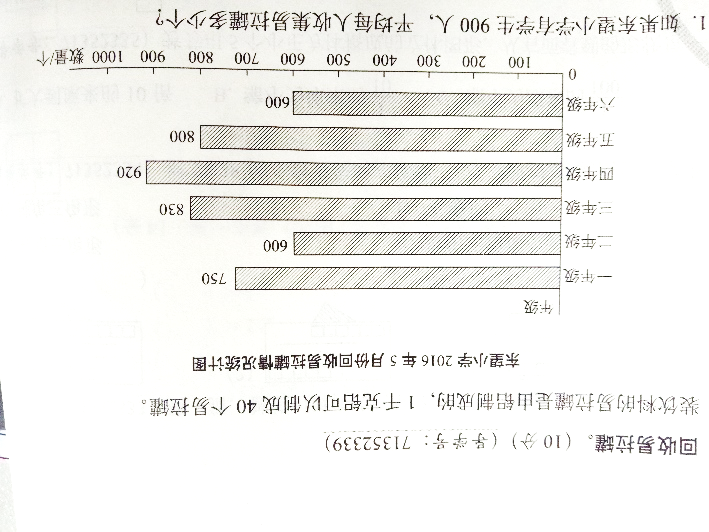 回收易拉罐。（10分）（导学号：71352339）
装饮料的易拉罐是由铝制成的，1千克铝可以制成40个易拉罐。
东望小学2016年5月份回收易拉罐情况统计图
年级
一年级 750
二年级 600
三年级 830
四年级 920
五年级 800
六年级 600
0 100 200 300 400 500 600 700 800 900 1000 数量/个
1. 如果东望小学有学生900人，平均每人收集易拉罐多少个？